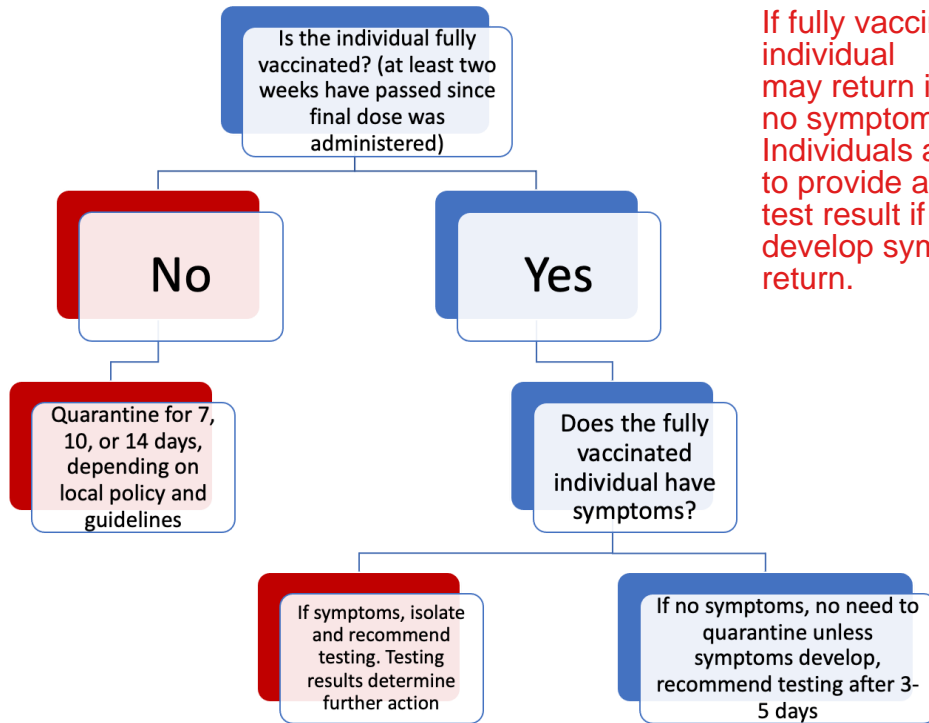 Is the individual fully
vaccinated? (at least two
weeks have passed since
final dose was
administered)
If fully
individual
may return
no
Individuals
to provide a
test result if
develop
return.
No
Yes
Quarantine for 7,
10, or 14 days,
depending on
local policy and
guidelines
Does the fully
vaccinated
individual have
symptoms?
If symptoms, isolate
and recommend
testing. Testing
results determine
further action
If no symptoms, no need to
quarantine unless
symptoms develop,
recommend testing after 3-
5 days